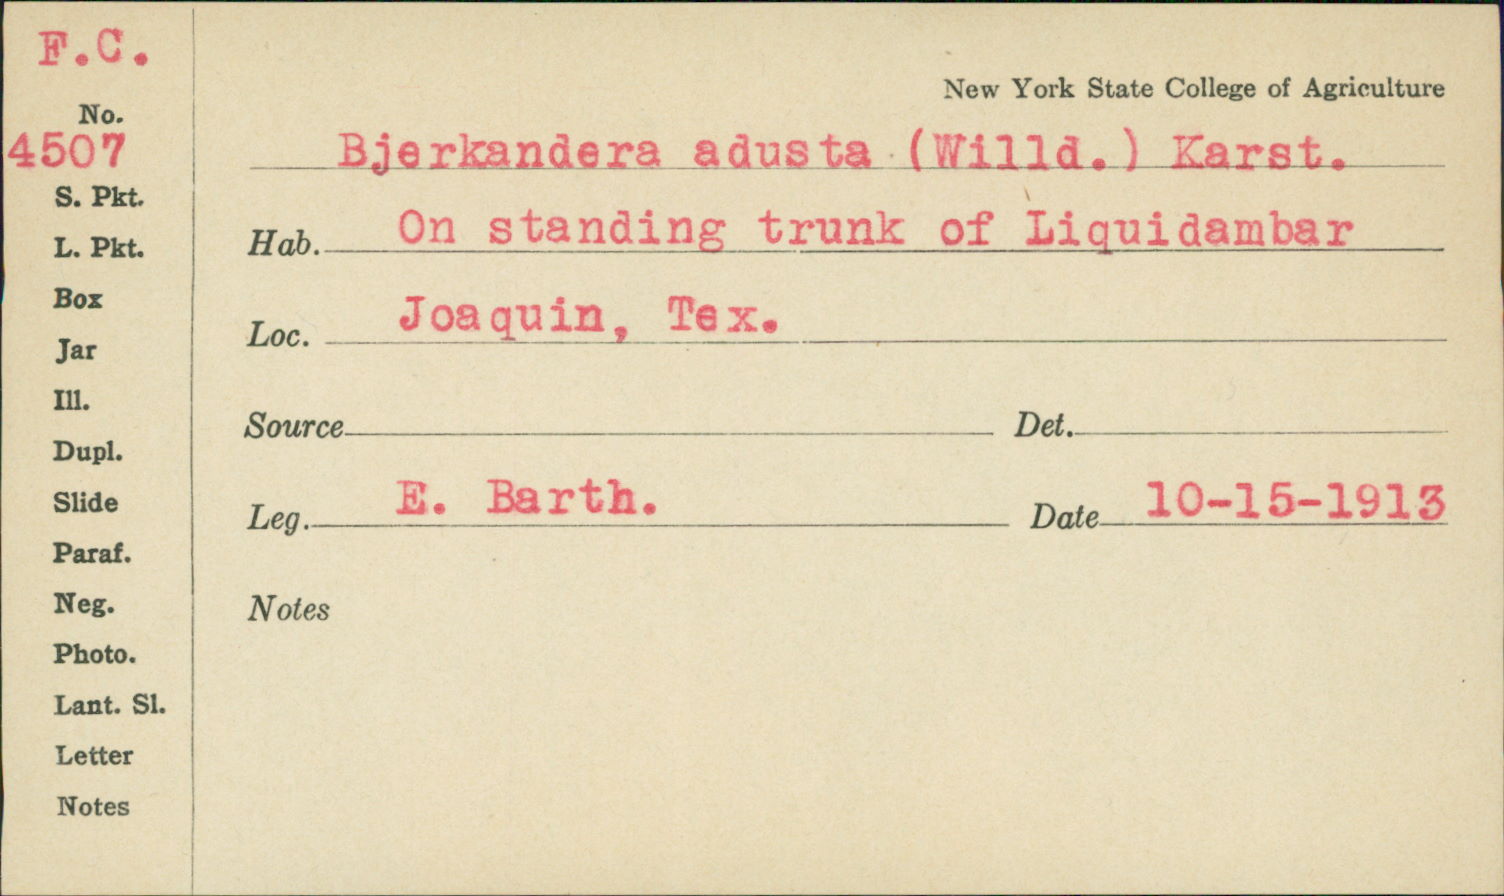 F.C.
No.
4507
S. Pkt.
L. Pkt.
Box
Jar
Ill.
Dupl.
Slide
Paraf.
Neg.
Photo.
Lant. Sl.
Letter
Notes
New York State College of Agriculture
Bjerkandera adusta (Willd.) Karst.
Hab. On standing trunk of Liquidambar
Loc. Joaquin, Tex.
Source Det.
Leg. E. Barth. Date 10-15-1913
Notes